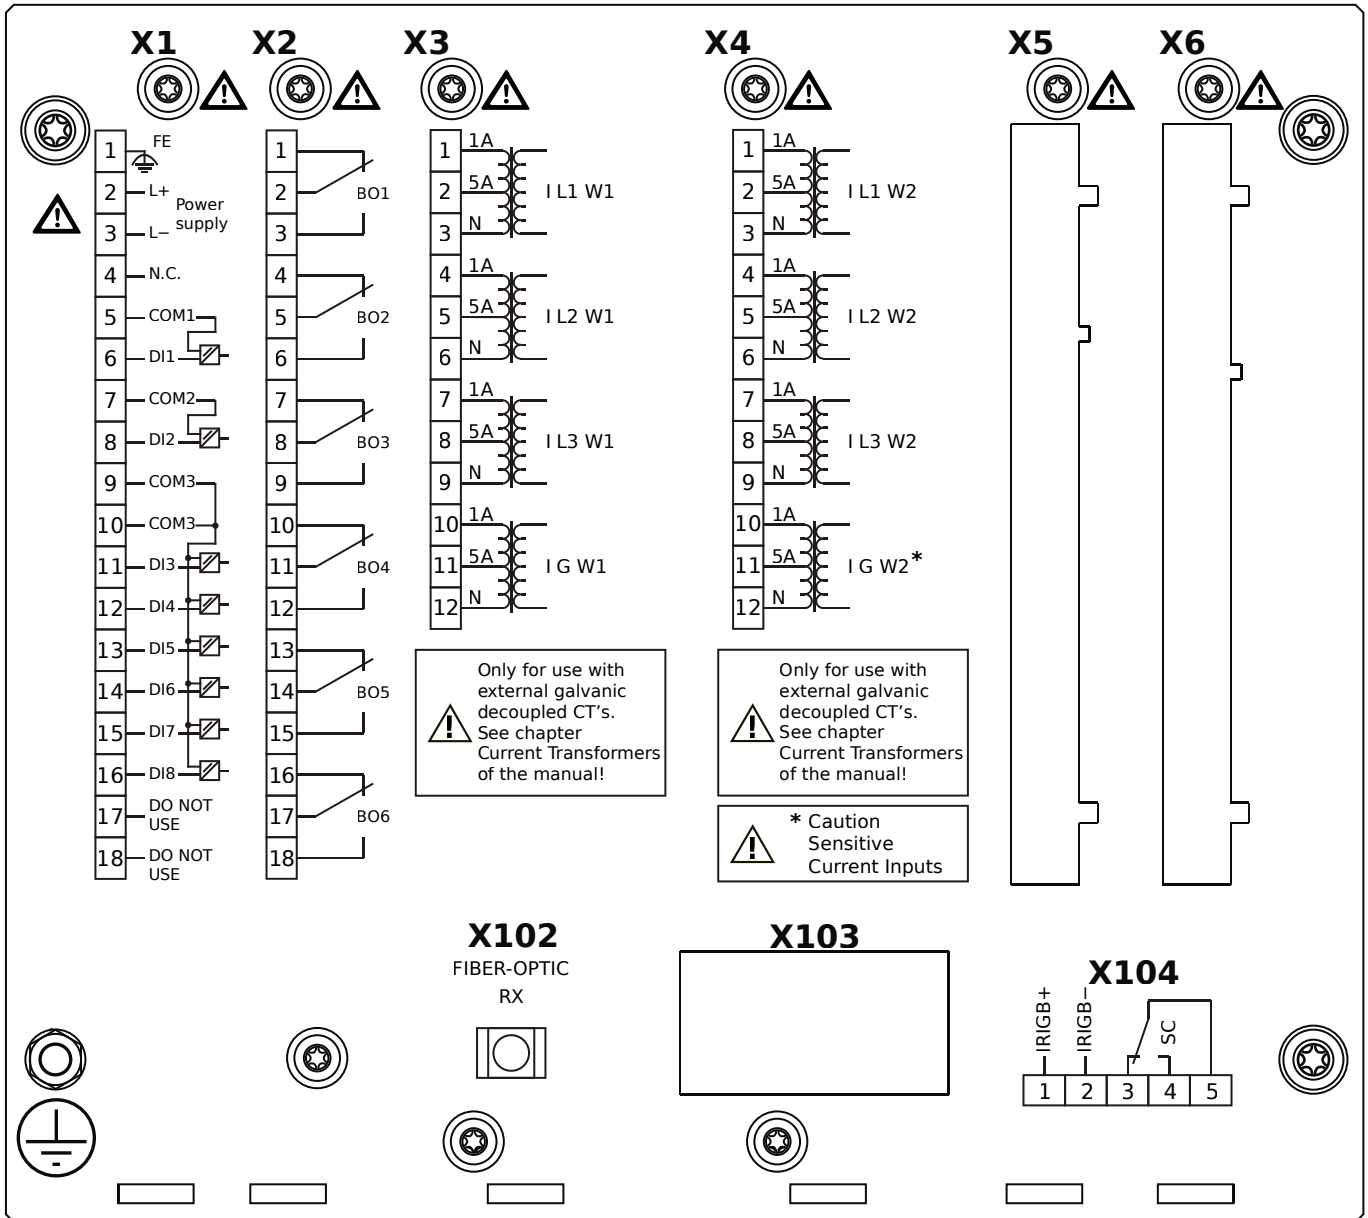 X1 X2 X3 X4 X5 X6
1 FE
2 L+
Power
supply
3 L−
4 N.C.
5 COM1
6 DI1
7 COM2
8 DI2
9 COM3
10 COM3
11 DI3
12 DI4
13 DI5
14 DI6
15 DI7
16 DI8
17 DO NOT
USE
18 DO NOT
USE
1
2 BO1
3
4
5 BO2
6
7
8 BO3
9
10
11 BO4
12
13
14 BO5
15
16
17 BO6
18
1 1A
2 5A I L1 W1
3 N
4 1A
5 5A I L2 W1
6 N
7 1A
8 5A I L3 W1
9 N
10 1A
11 5A I G W1
12 N
Only for use with
external galvanic
decoupled CT's.
See chapter
Current Transformers
of the manual!
1 1A
2 5A I L1 W2
3 N
4 1A
5 5A I L2 W2
6 N
7 1A
8 5A I L3 W2
9 N
10 1A
11 5A I G W2*
12 N
Only for use with
external galvanic
decoupled CT's.
See chapter
Current Transformers
of the manual!
* Caution
Sensitive
Current Inputs
X102
FIBER-OPTIC
RX
X103
X104
IRIGB+
IRIGB−
SC
1 2 3 4 5